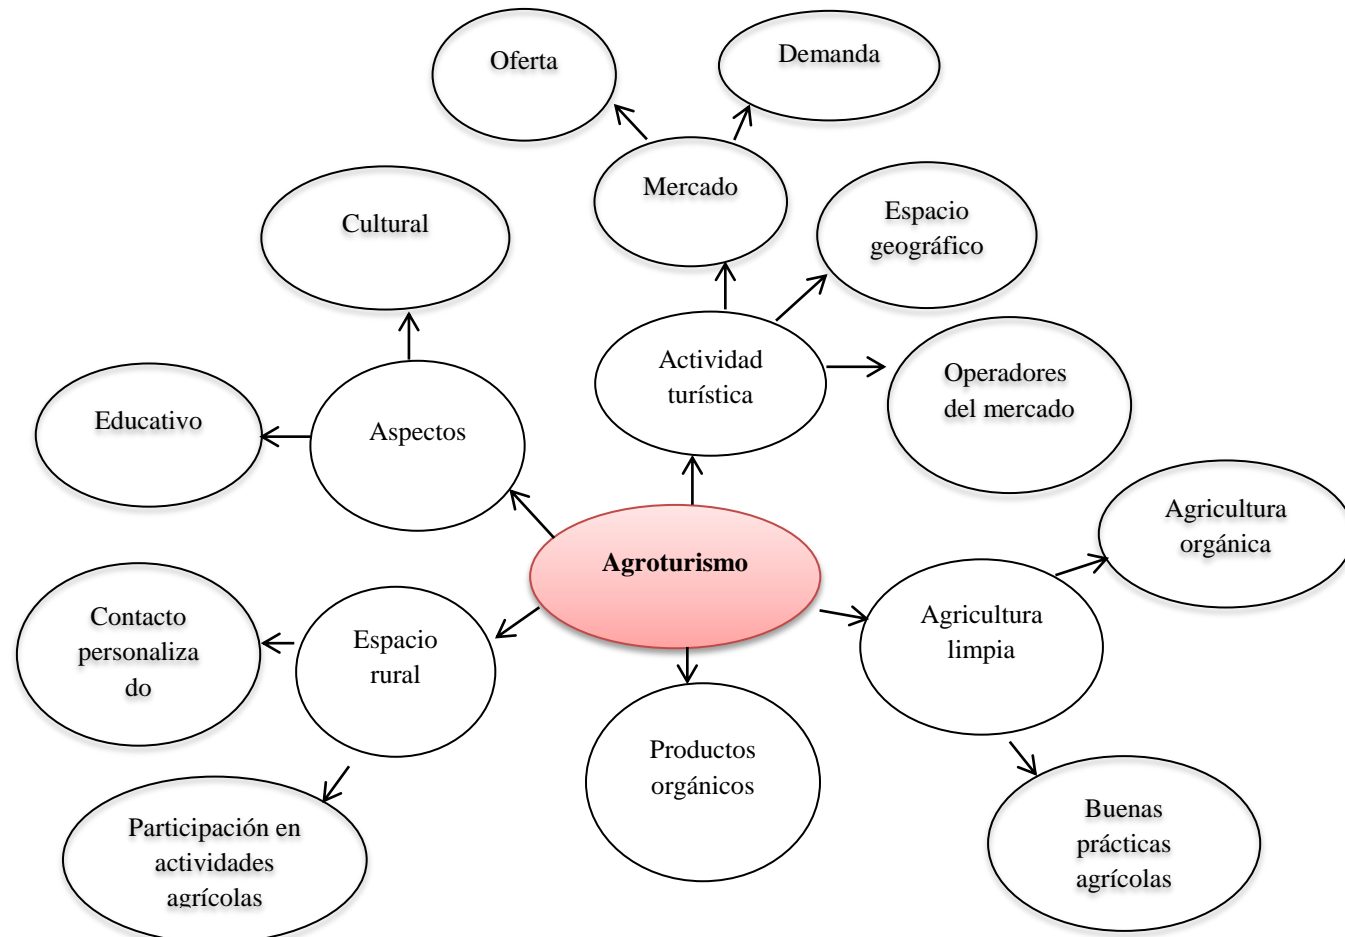 Oferta
Demanda
Mercado
Cultural
Espacio
geográfico
Actividad
turística
Operadores
del mercado
Educativo
Aspectos
Agricultura
orgánica
Agroturismo
Contacto
personaliza
do
Espacio
rural
Agricultura
limpia
Productos
orgánicos
Participación en
actividades
agrícolas
Buenas
prácticas
agrícolas